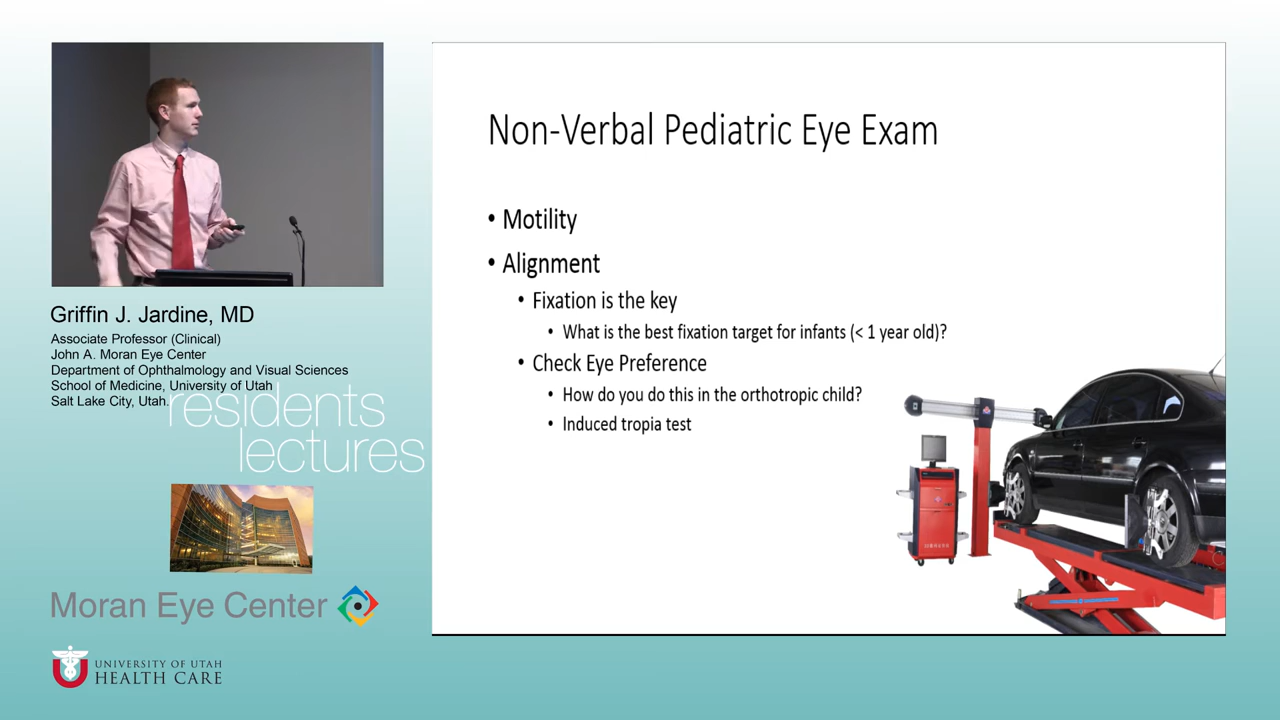 Griffin J. Jardine, MD
Associate Professor (Clinical)
John A. Moran Eye Center
Department of Ophthalmology and Visual Sciences
School of Medicine, University of Utah
Salt Lake City, Utah.
residents
lectures
Moran Eye Center
UNIVERSITY OF UTAH
HEALTH CARE
Non-Verbal Pediatric Eye Exam
• Motility
• Alignment
• Fixation is the key
• What is the best fixation target for infants (< 1 year old)?
• Check Eye Preference
• How do you do this in the orthotropic child?
• Induced tropia test